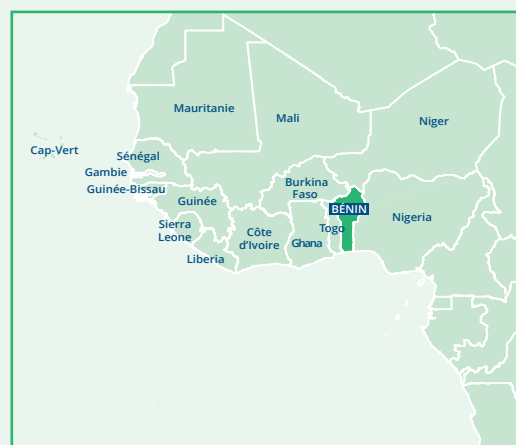 Mauritanie
Mali
Niger
Cap-Vert
Sénégal
Gambie
Guinée-Bissau
Burkina
Faso
Guinée
BÉNIN
Nigeria
Sierra
Leone
Côte
d'Ivoire
Ghana
Togo
Liberia